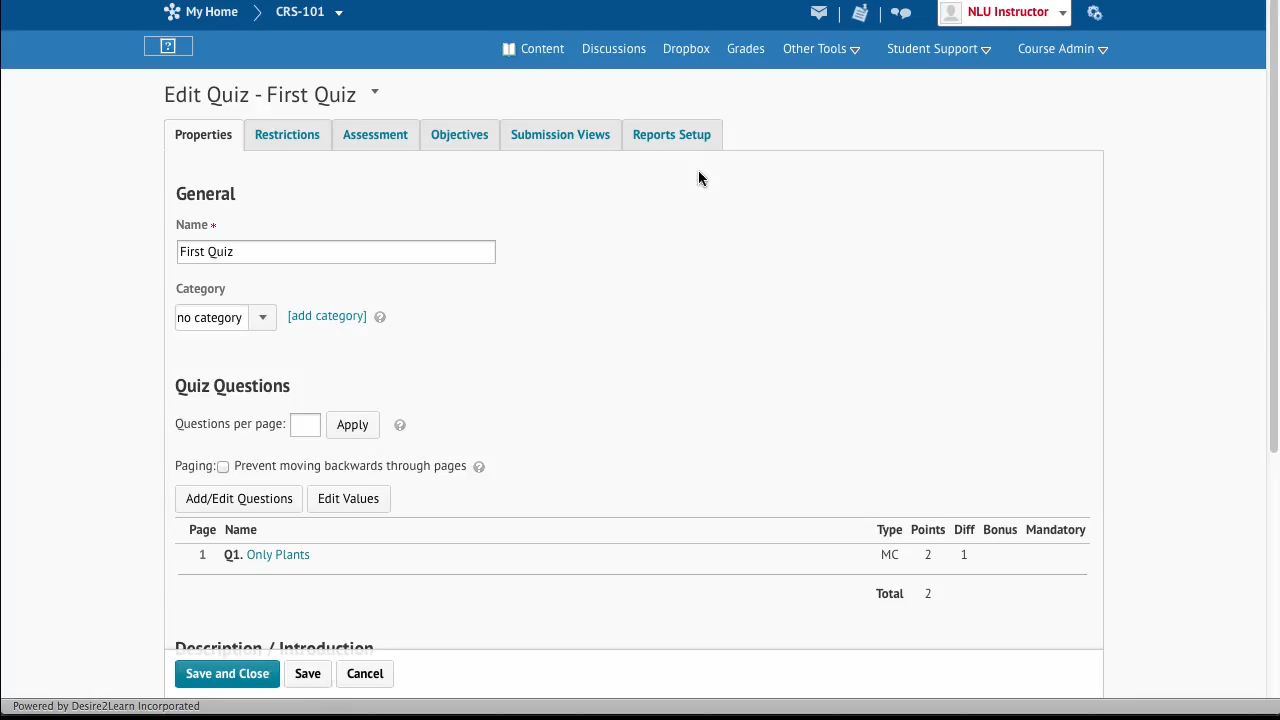 My Home CRS-101 NLU Instructor
Content Discussions Dropbox Grades Other Tools Student Support Course Admin
Edit Quiz - First Quiz
Properties Restrictions Assessment Objectives Submission Views Reports Setup
General
Name *
First Quiz
Category
no category [add category] ?
Quiz Questions
Questions per page: Apply ?
Paging: Prevent moving backwards through pages ?
Add/Edit Questions Edit Values
Page Name Type Points Diff Bonus Mandatory
1 Q1. Only Plants MC 2 1
Total 2
Description / Introduction
Save and Close Save Cancel
Powered by Desire2Learn Incorporated